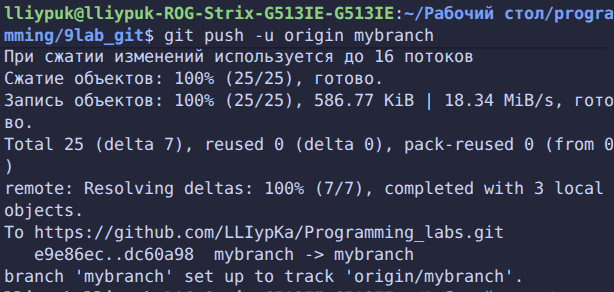 lliypuk@lliypuk-ROG-Strix-G513IE-G513IE:~/Рабочий стол/progra
mming/9lab_git$ git push -u origin mybranch
При сжатии изменений используется до 16 потоков
Сжатие объектов: 100% (25/25), готово.
Запись объектов: 100% (25/25), 586.77 KiB | 18.34 MiB/s, гото
во.
Total 25 (delta 7), reused 0 (delta 0), pack-reused 0 (from 0
)
remote: Resolving deltas: 100% (7/7), completed with 3 local
objects.
To https://github.com/LLIypKa/Programming_labs.git
e9e86ec..dc60a98  mybranch -> mybranch
branch 'mybranch' set up to track 'origin/mybranch'.